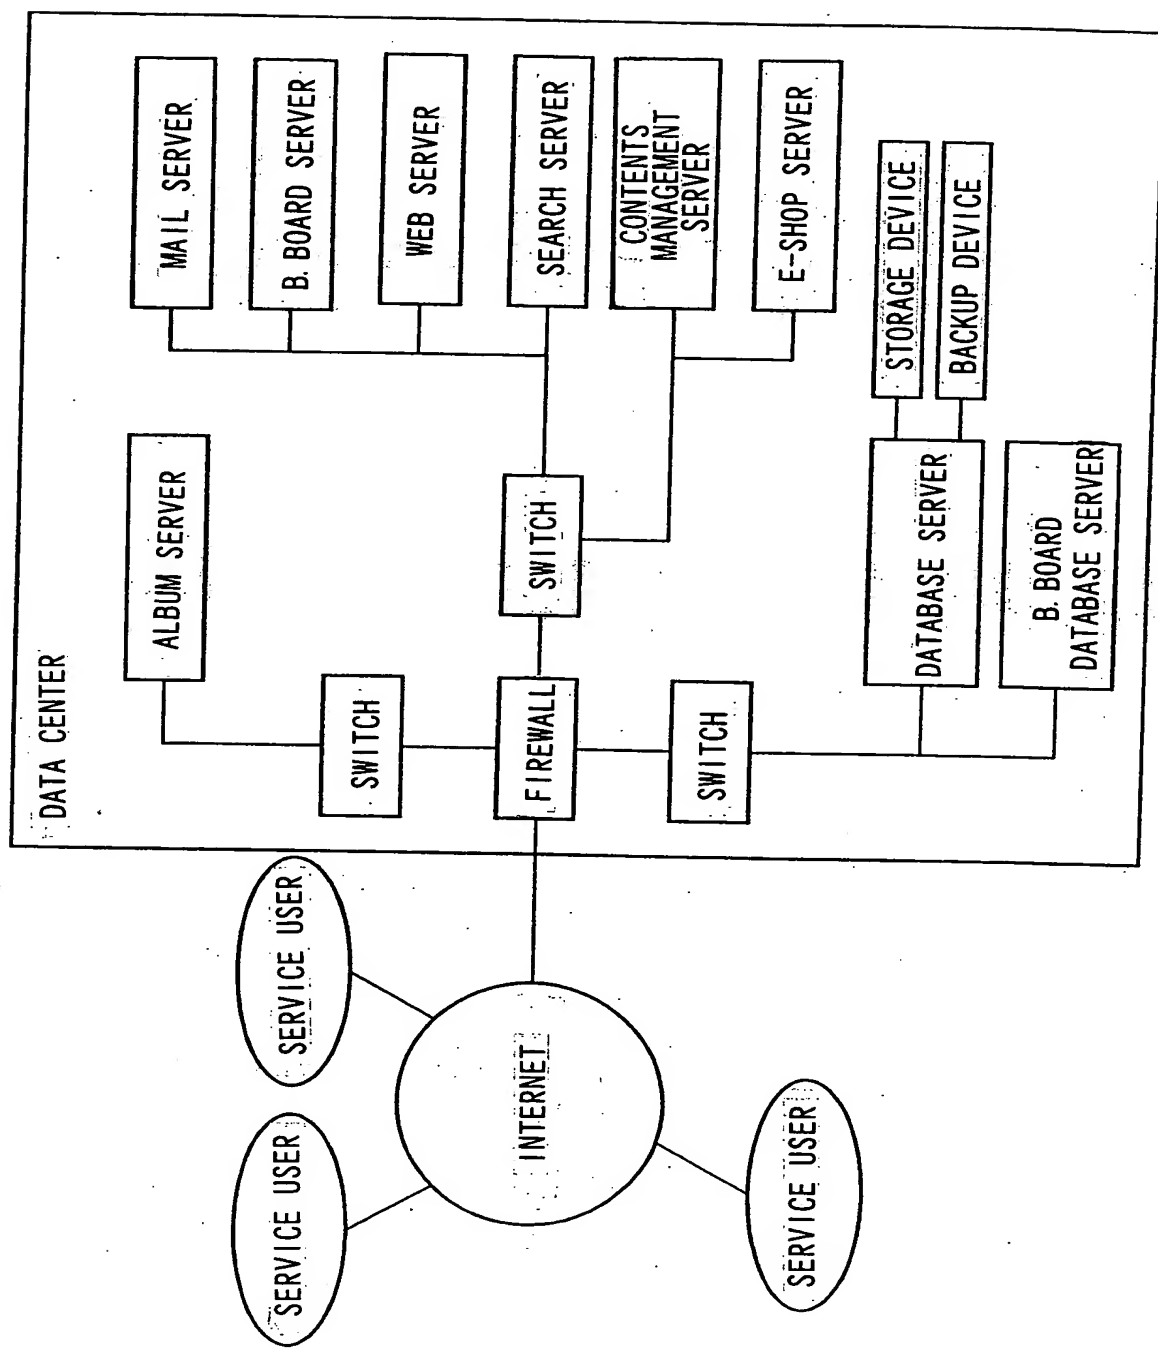 DATA CENTER
ALBUM SERVER
MAIL SERVER
B. BOARD SERVER
WEB SERVER
SEARCH SERVER
CONTENTS
MANAGEMENT
SERVER
E-SHOP SERVER
SWITCH
SWITCH
FIREWALL
SWITCH
STORAGE DEVICE
BACKUP DEVICE
DATABASE SERVER
B. BOARD
DATABASE SERVER
SERVICE USER
SERVICE USER
INTERNET
SERVICE USER